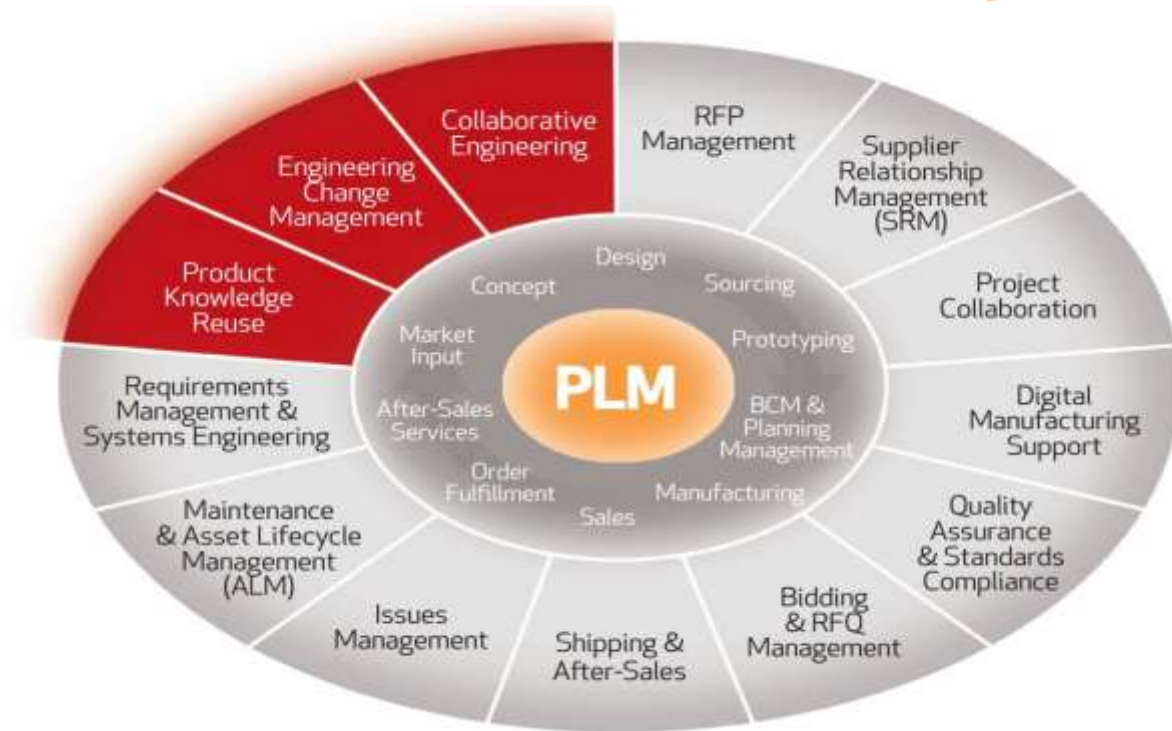 Collaborative
Engineering
RFP
Management
Supplier
Relationship
Management
(SRM)
Project
Collaboration
Digital
Manufacturing
Support
Quality
Assurance
& Standards
Compliance
Bidding
& RFQ
Management
Shipping &
After-Sales
Issues
Management
Maintenance
& Asset Lifecycle
Management
(ALM)
Requirements
Management &
Systems Engineering
Product
Knowledge
Reuse
Engineering
Change
Management
Design
Sourcing
Prototyping
BCM &
Planning
Management
Manufacturing
Sales
Order
Fulfillment
After-Sales
Services
Market
Input
Concept
PLM